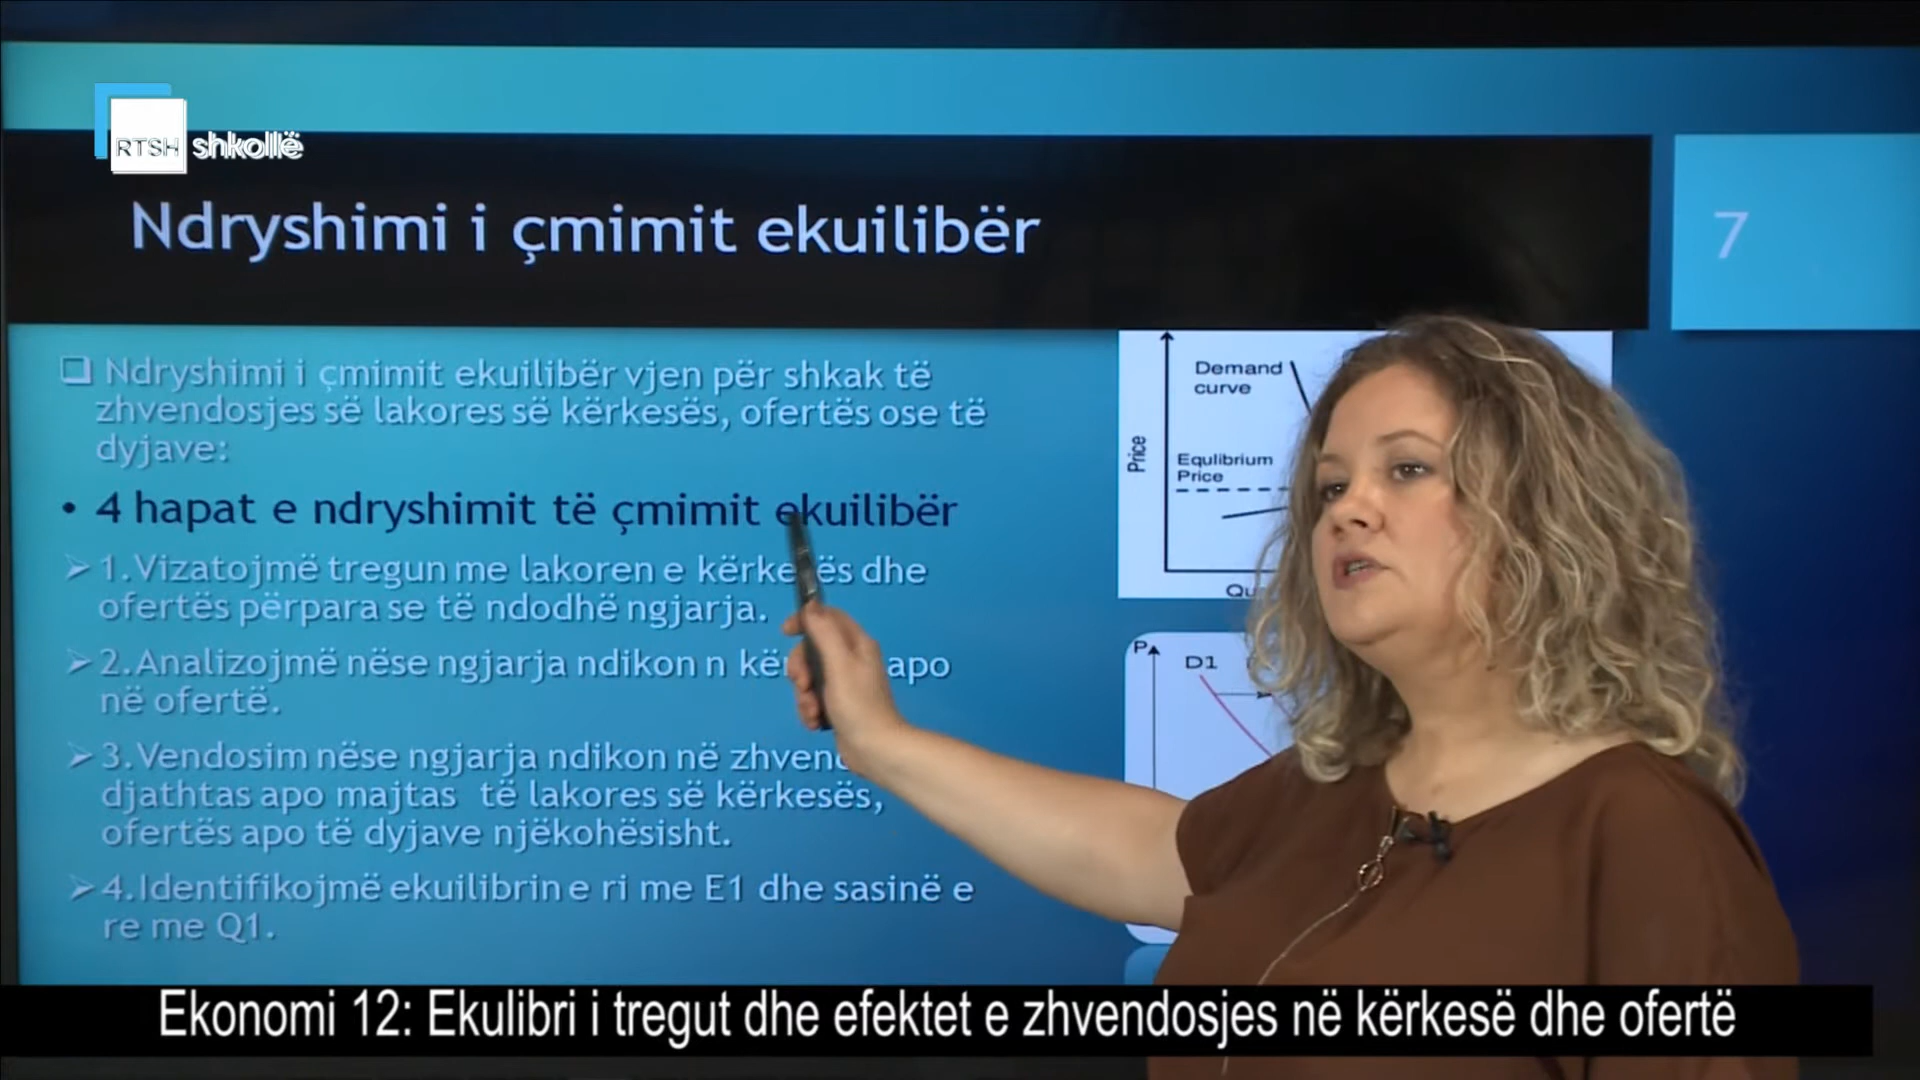 RTSH shkollë
Ndryshimi i çmimit ekuilibër
7
Ndryshimi i çmimit ekuilibër vjen për shkak të
zhvendosjes së lakores së kërkesës, ofertës ose të
dyjave:
4 hapat e ndryshimit të çmimit ekuilibër
1.Vizatojmë tregun me lakoren e dhe
ofertës përpara se të ndodhë ngjarja.
2.Analizojmë nëse ngjarja ndikon n apo
në ofertë.
3.Vendosim nëse ngjarja ndikon në
djathtas apo majtas të lakores së kërkesës,
ofertës apo të dyjave njëkohësisht.
4.Identifikojmë ekuilibrin e ri me E1 dhe sasinë e
re me Q1.
Demand
curve
Price
Equlibrium
Price
P
D1
Ekonomi 12: Ekulibri i tregut dhe efektet e zhvendosjes në kërkesë dhe ofertë